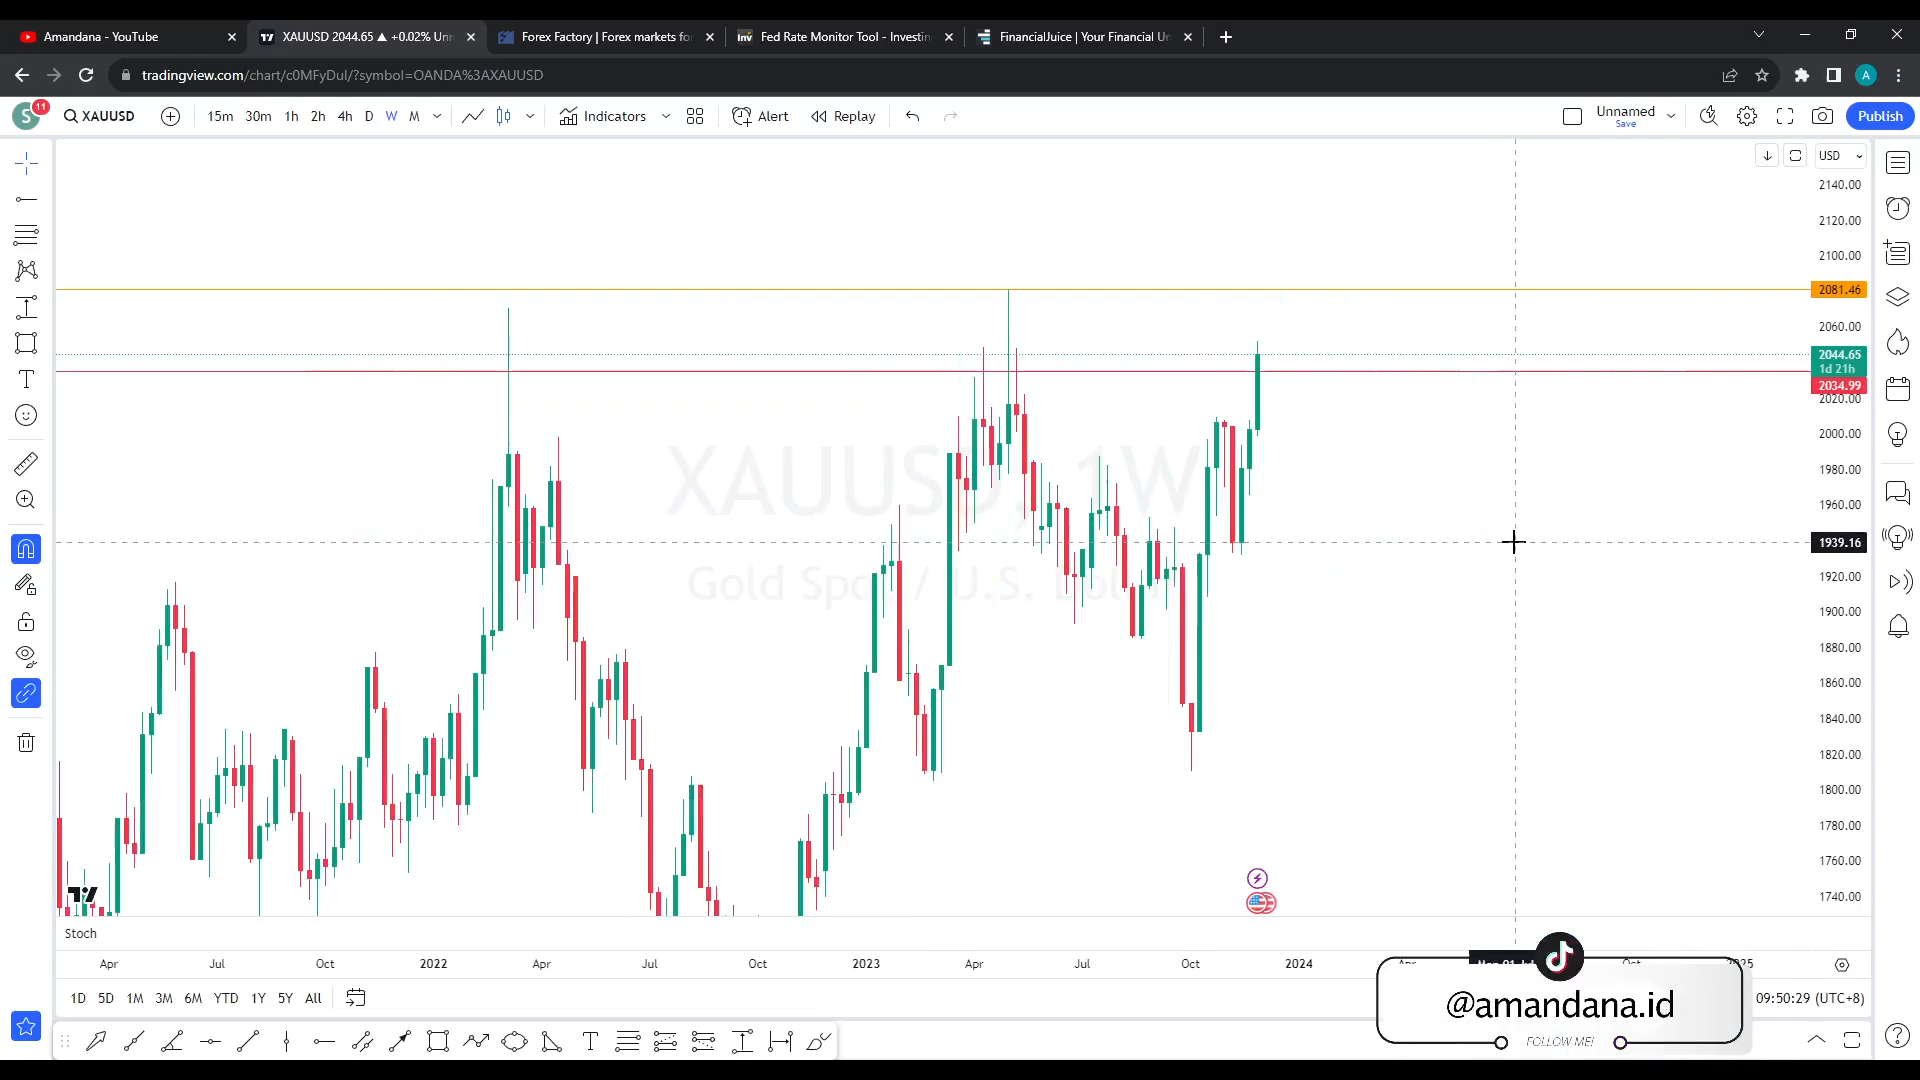 Amandana - YouTube
XAUUSD 2044.65 ▲ +0.02% Unn
Forex Factory | Forex markets for
Inv
Fed Rate Monitor Tool - Investin
FinancialJuice | Your Financial
tradingview.com/chart/c0MFyDul/?symbol=OANDA%3AXAUUSD
A
S
11
XAUUSD
15m 30m 1h 2h 4h D W M
Indicators
Alert
Replay
Unnamed
Save
Publish
USD
2140.00
2120.00
2100.00
2081.46
2060.00
2044.65
1d 21h
2034.99
2020.00
2000.00
1980.00
1960.00
1939.16
1920.00
1900.00
1880.00
1860.00
1840.00
1820.00
1800.00
1780.00
1760.00
1740.00
XAUUSD, 1W
Gold Spot / U.S. Dollar
Stoch
Apr Jul Oct 2022 Apr Jul Oct 2023 Apr Jul Oct 2024
1D 5D 1M 3M 6M YTD 1Y 5Y All
09:50:29 (UTC+8)
@amandana.id
FOLLOW ME!